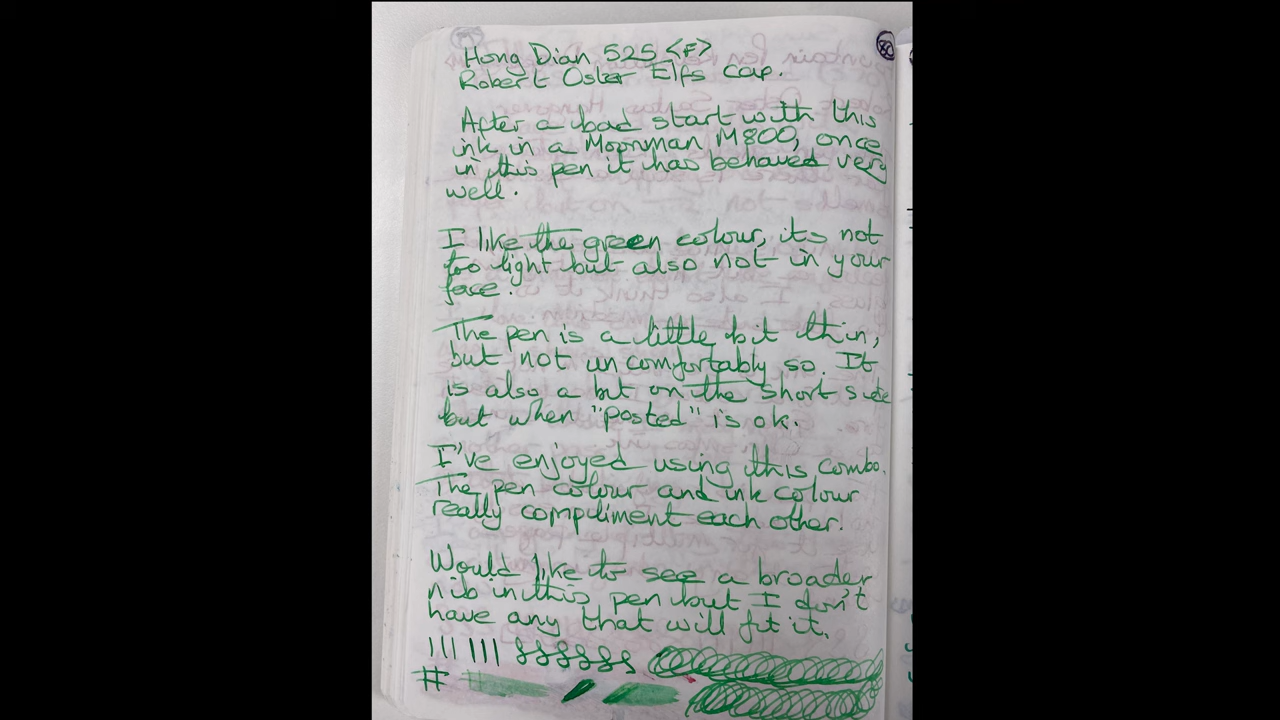 Hong Dian 525 <F>
Robert Oster Elfs cap.
After a bad start with this
ink in a Moonman M800, once
in this pen it has behaved very
well.
I like the green colour, its not
too light but also not in your
face.
The pen is a little bit thin,
but not uncomfortably so. It
is also a bit on the short side
but when "posted" is ok.
I've enjoyed using this combo.
The pen colour and ink colour
really compliment each other!
Would like to see a broader
nib in this pen but I don't
have any that will fit it.